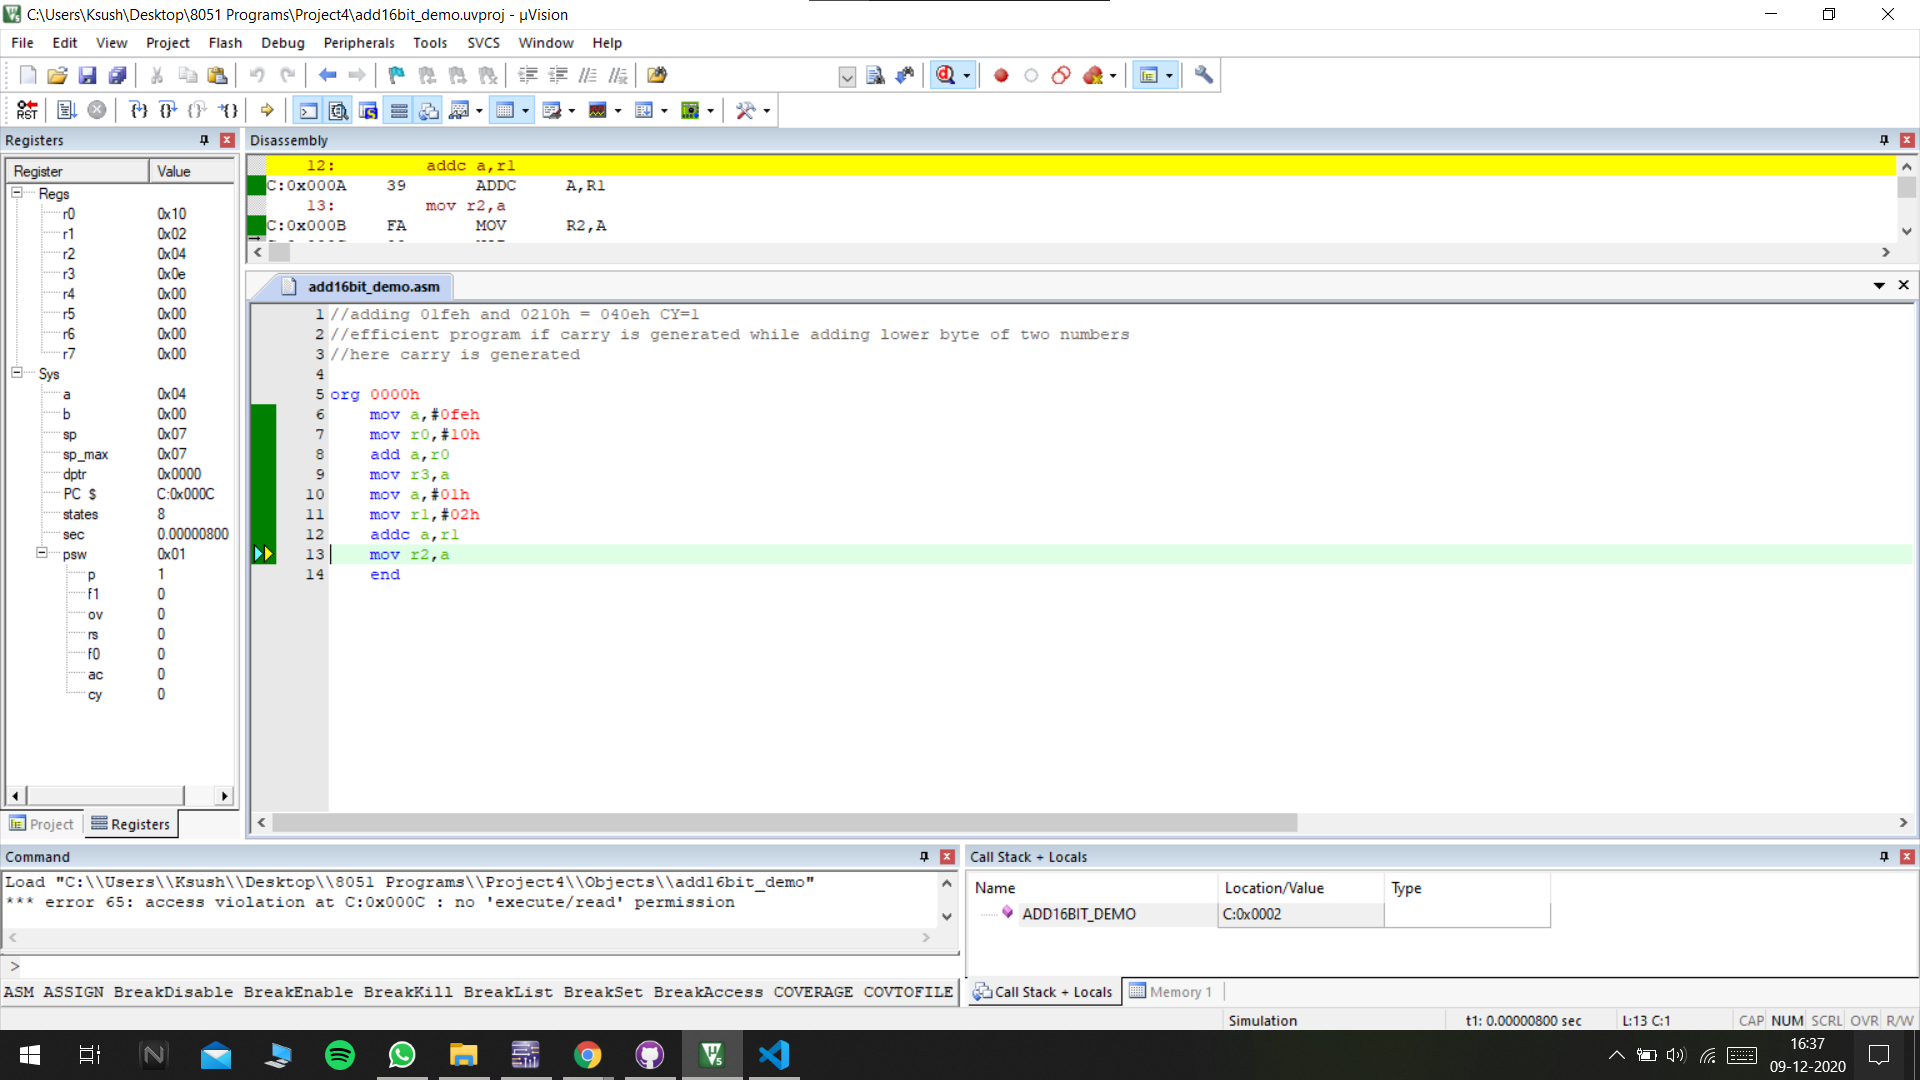 C:\Users\Ksush\Desktop\8051 Programs\Project4\add16bit_demo.uvproj - µVision
File Edit View Project Flash Debug Peripherals Tools SVCS Window Help
RST
Registers
Register Value
Regs
r0 0x10
r1 0x02
r2 0x04
r3 0x0e
r4 0x00
r5 0x00
r6 0x00
r7 0x00
Sys
a 0x04
b 0x00
sp 0x07
sp_max 0x07
dptr 0x0000
PC $ C:0x000C
states 8
sec 0.00000800
psw 0x01
p 1
f1 0
ov 0
rs 0
f0 0
ac 0
cy 0
Project Registers
Disassembly
12: addc a,r1
C:0x000A 39 ADDC A,R1
13: mov r2,a
C:0x000B FA MOV R2,A
add16bit_demo.asm
1 //adding 01feh and 0210h = 040eh CY=1
2 //efficient program if carry is generated while adding lower byte of two numbers
3 //here carry is generated
4
5 org 0000h
6 mov a,#0feh
7 mov r0,#10h
8 add a,r0
9 mov r3,a
10 mov a,#01h
11 mov r1,#02h
12 addc a,r1
13 mov r2,a
14 end
Command
Load "C:\\Users\\Ksush\\Desktop\\8051 Programs\\Project4\\Objects\\add16bit_demo"
*** error 65: access violation at C:0x000C : no 'execute/read' permission
>
ASM ASSIGN BreakDisable BreakEnable BreakKill BreakList BreakSet BreakAccess COVERAGE COVTOFILE
Call Stack + Locals
Name Location/Value Type
ADD16BIT_DEMO C:0x0002
Call Stack + Locals Memory 1
Simulation t1: 0.00000800 sec L:13 C:1 CAP NUM SCRL OVR R/W
16:37
09-12-2020